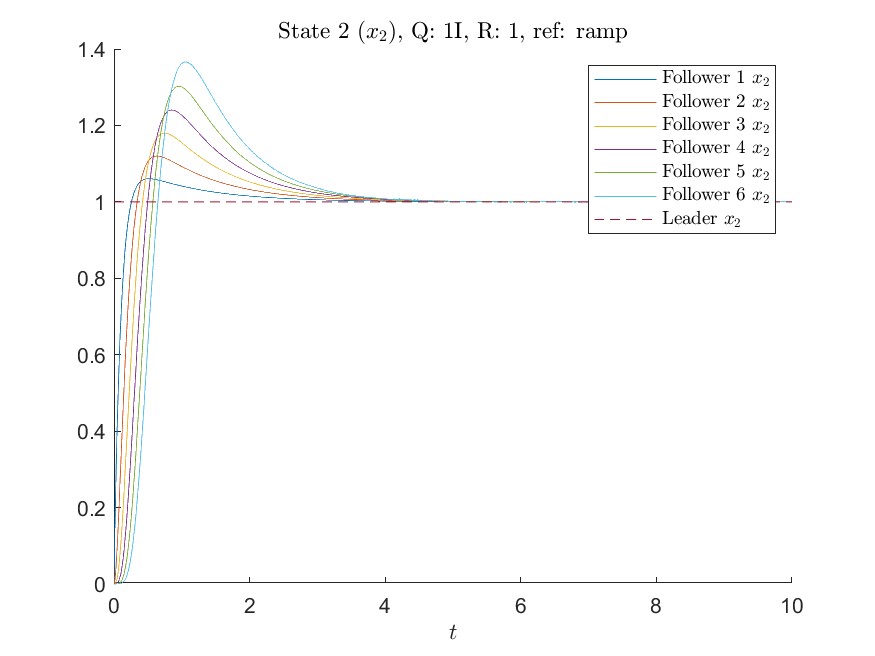 State 2 (x₂), Q: 1I, R: 1, ref: ramp
1.4
1.2
1
0.8
0.6
0.4
0.2
0
Follower 1 x₂
Follower 2 x₂
Follower 3 x₂
Follower 4 x₂
Follower 5 x₂
Follower 6 x₂
Leader x₂
0 2 4 6 8 10
t